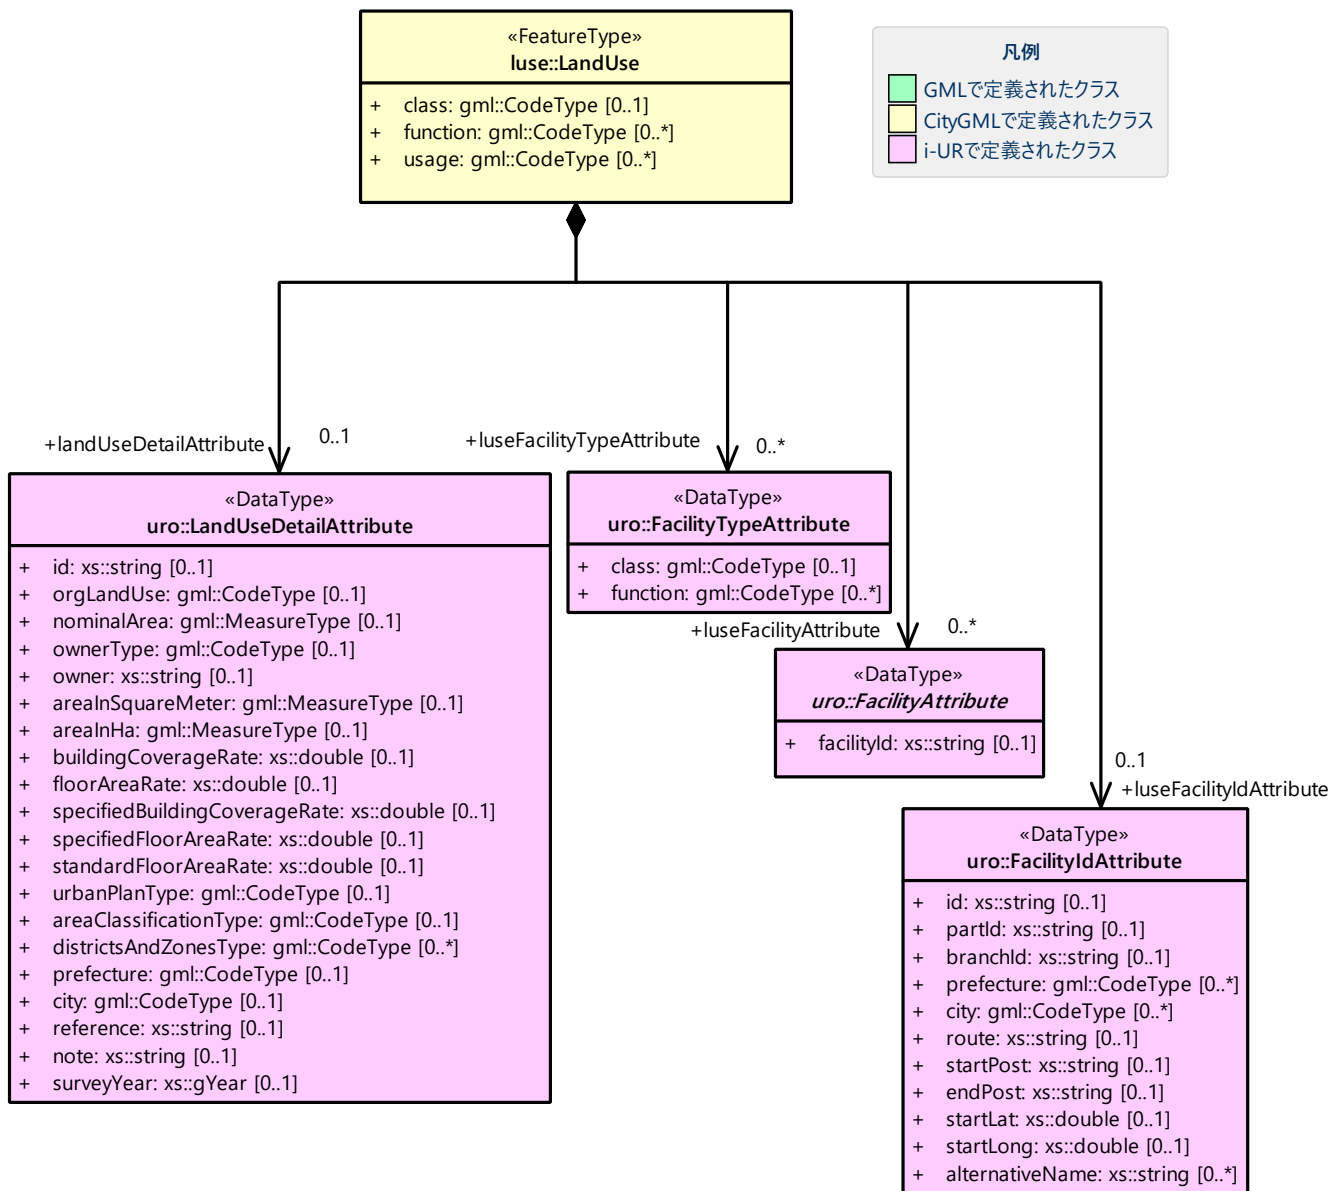 «FeatureType»
luse::LandUse
+ class: gml::CodeType [0..1]
+ function: gml::CodeType [0..*]
+ usage: gml::CodeType [0..*]
凡例
GMLで定義されたクラス
CityGMLで定義されたクラス
i-URで定義されたクラス
+landUseDetailAttribute
0..1
«DataType»
uro::LandUseDetailAttribute
+ id: xs::string [0..1]
+ orgLandUse: gml::CodeType [0..1]
+ nominalArea: gml::MeasureType [0..1]
+ ownerType: gml::CodeType [0..1]
+ owner: xs::string [0..1]
+ areaInSquareMeter: gml::MeasureType [0..1]
+ areaInHa: gml::MeasureType [0..1]
+ buildingCoverageRate: xs::double [0..1]
+ floorAreaRate: xs::double [0..1]
+ specifiedBuildingCoverageRate: xs::double [0..1]
+ specifiedFloorAreaRate: xs::double [0..1]
+ standardFloorAreaRate: xs::double [0..1]
+ urbanPlanType: gml::CodeType [0..1]
+ areaClassificationType: gml::CodeType [0..1]
+ districtsAndZonesType: gml::CodeType [0..*]
+ prefecture: gml::CodeType [0..1]
+ city: gml::CodeType [0..1]
+ reference: xs::string [0..1]
+ note: xs::string [0..1]
+ surveyYear: xs::gYear [0..1]
+luseFacilityTypeAttribute
0..*
«DataType»
uro::FacilityTypeAttribute
+ class: gml::CodeType [0..1]
+ function: gml::CodeType [0..*]
+luseFacilityAttribute
0..*
«DataType»
uro::FacilityAttribute
+ facilityId: xs::string [0..1]
0..1
+luseFacilityIdAttribute
«DataType»
uro::FacilityIdAttribute
+ id: xs::string [0..1]
+ partId: xs::string [0..1]
+ branchId: xs::string [0..1]
+ prefecture: gml::CodeType [0..*]
+ city: gml::CodeType [0..*]
+ route: xs::string [0..1]
+ startPost: xs::string [0..1]
+ endPost: xs::string [0..1]
+ startLat: xs::double [0..1]
+ startLong: xs::double [0..1]
+ alternativeName: xs::string [0..*]